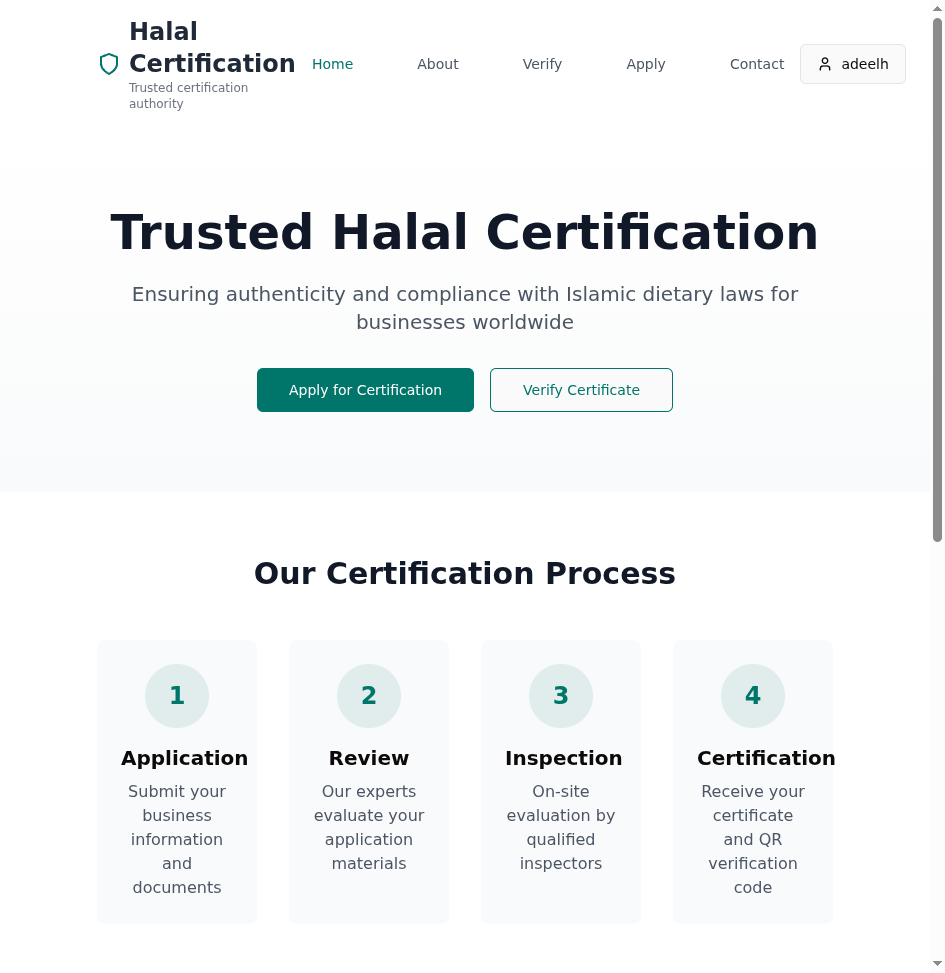 Halal
Certification
Trusted certification
authority
Home
About
Verify
Apply
Contact
adeelh
Trusted Halal Certification
Ensuring authenticity and compliance with Islamic dietary laws for
businesses worldwide
Apply for Certification
Verify Certificate
Our Certification Process
1
Application
Submit your
business
information
and
documents
2
Review
Our experts
evaluate your
application
materials
3
Inspection
On-site
evaluation by
qualified
inspectors
4
Certification
Receive your
certificate
and QR
verification
code